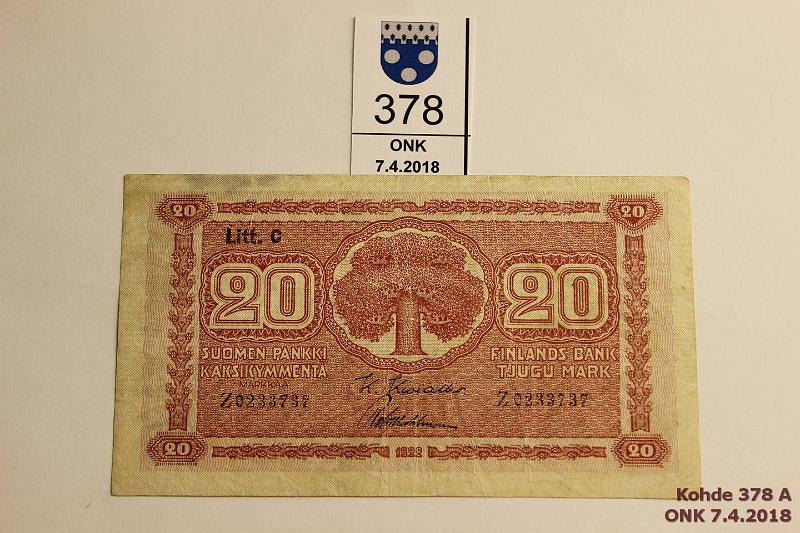 378
ONK
7.4.2018
20 20
Litt. C
20 20
SUOMEN PANKKI FINLANDS BANK
KAKSIKYMMENTÄ TJUGU MARK
MARKKAA
Z0233737 Z0233737
20 1922 20
Kohde 378 A
ONK 7.4.2018